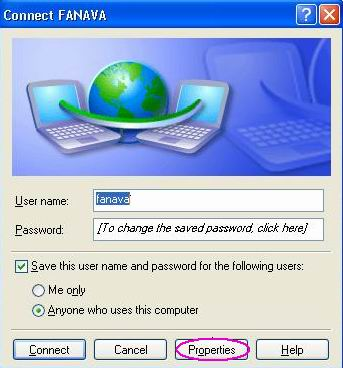 Connect FANAVA
User name: fanava
Password: [To change the saved password, click here]
Save this user name and password for the following users:
Me only
Anyone who uses this computer
Connect Cancel Properties Help